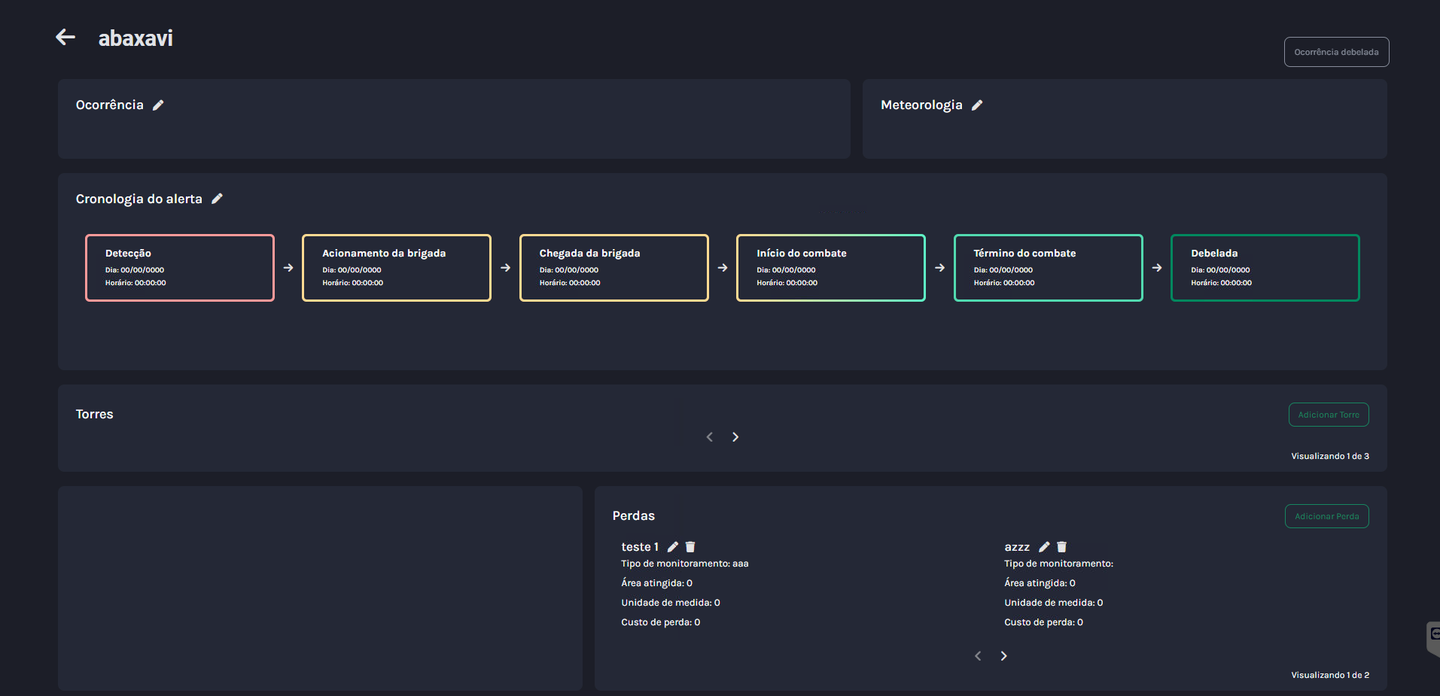 abaxavi
Ocorrência debelada
Ocorrência
Meteorologia
Cronologia do alerta
Detecção
Dia: 00/00/0000
Horário: 00:00:00
Acionamento da brigada
Dia: 00/00/0000
Horário: 00:00:00
Chegada da brigada
Dia: 00/00/0000
Horário: 00:00:00
Início do combate
Dia: 00/00/0000
Horário: 00:00:00
Término do combate
Dia: 00/00/0000
Horário: 00:00:00
Debelada
Dia: 00/00/0000
Horário: 00:00:00
Torres
Adicionar Torre
Visualizando 1 de 3
Perdas
Adicionar Perda
teste 1
Tipo de monitoramento: aaa
Área atingida: 0
Unidade de medida: 0
Custo de perda: 0
azzz
Tipo de monitoramento:
Área atingida: 0
Unidade de medida: 0
Custo de perda: 0
Visualizando 1 de 2